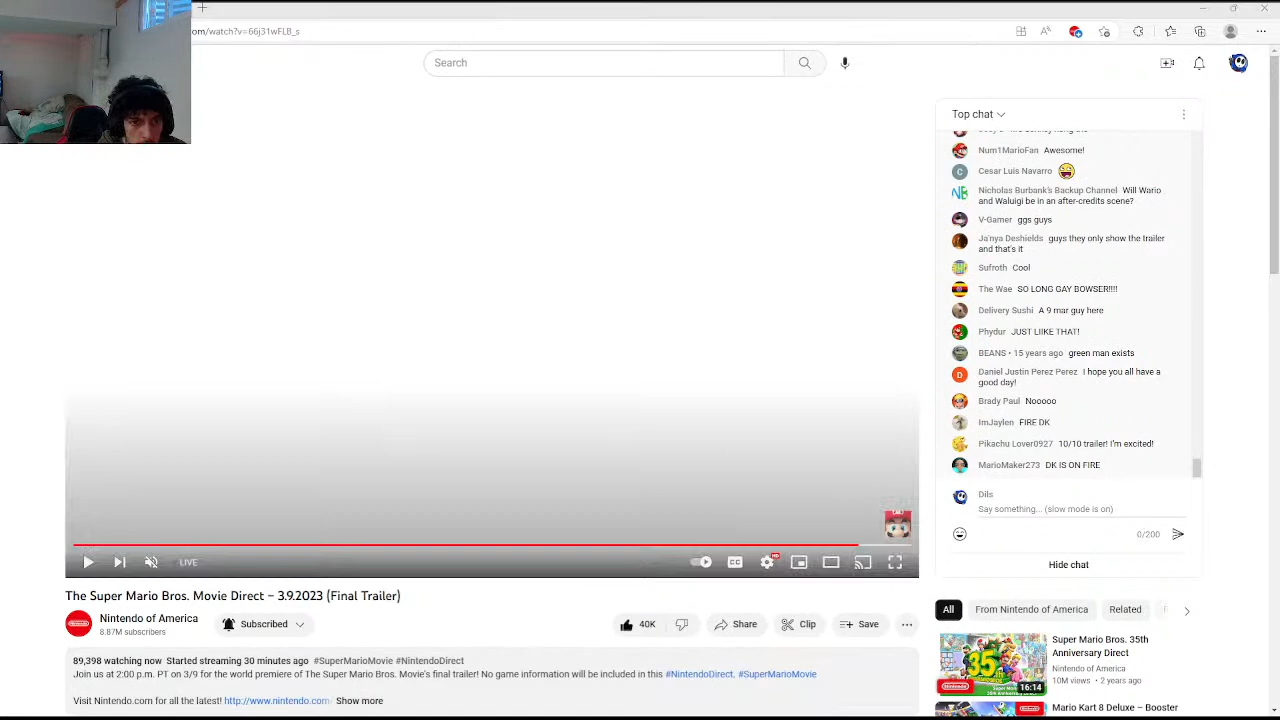 om/watch?v=66j31wFLB_s
Search
Top chat
Num1MarioFan Awesome!
Cesar Luis Navarro
Nicholas Burbank's Backup Channel Will Wario
and Waluigi be in an after-credits scene?
V-Gamer ggs guys
Ja'nya Deshields guys they only show the trailer
and that's it
Sufroth Cool
The Wae SO LONG GAY BOWSER!!!!
Delivery Sushi A 9 mar guy here
Phydur JUST LIIKE THAT!
BEANS • 15 years ago green man exists
Daniel Justin Perez Perez I hope you all have a
good day!
Brady Paul Nooooo
ImJaylen FIRE DK
Pikachu Lover0927 10/10 trailer! I'm excited!
MarioMaker273 DK IS ON FIRE
Dils
Say something... (slow mode is on)
0/200
Hide chat
LIVE
CC
HD
The Super Mario Bros. Movie Direct – 3.9.2023 (Final Trailer)
Nintendo of America
8.87M subscribers
Subscribed
40K
Share
Clip
Save
89,398 watching now Started streaming 30 minutes ago #SuperMarioMovie #NintendoDirect
Join us at 2:00 p.m. PT on 3/9 for the world premiere of The Super Mario Bros. Movie's final trailer! No game information will be included in this #NintendoDirect. #SuperMarioMovie
Visit Nintendo.com for all the latest! http://www.nintendo.com Show more
All
From Nintendo of America
Related
Super Mario Bros. 35th
Anniversary Direct
Nintendo of America
10M views • 2 years ago
16:14
Mario Kart 8 Deluxe – Booster